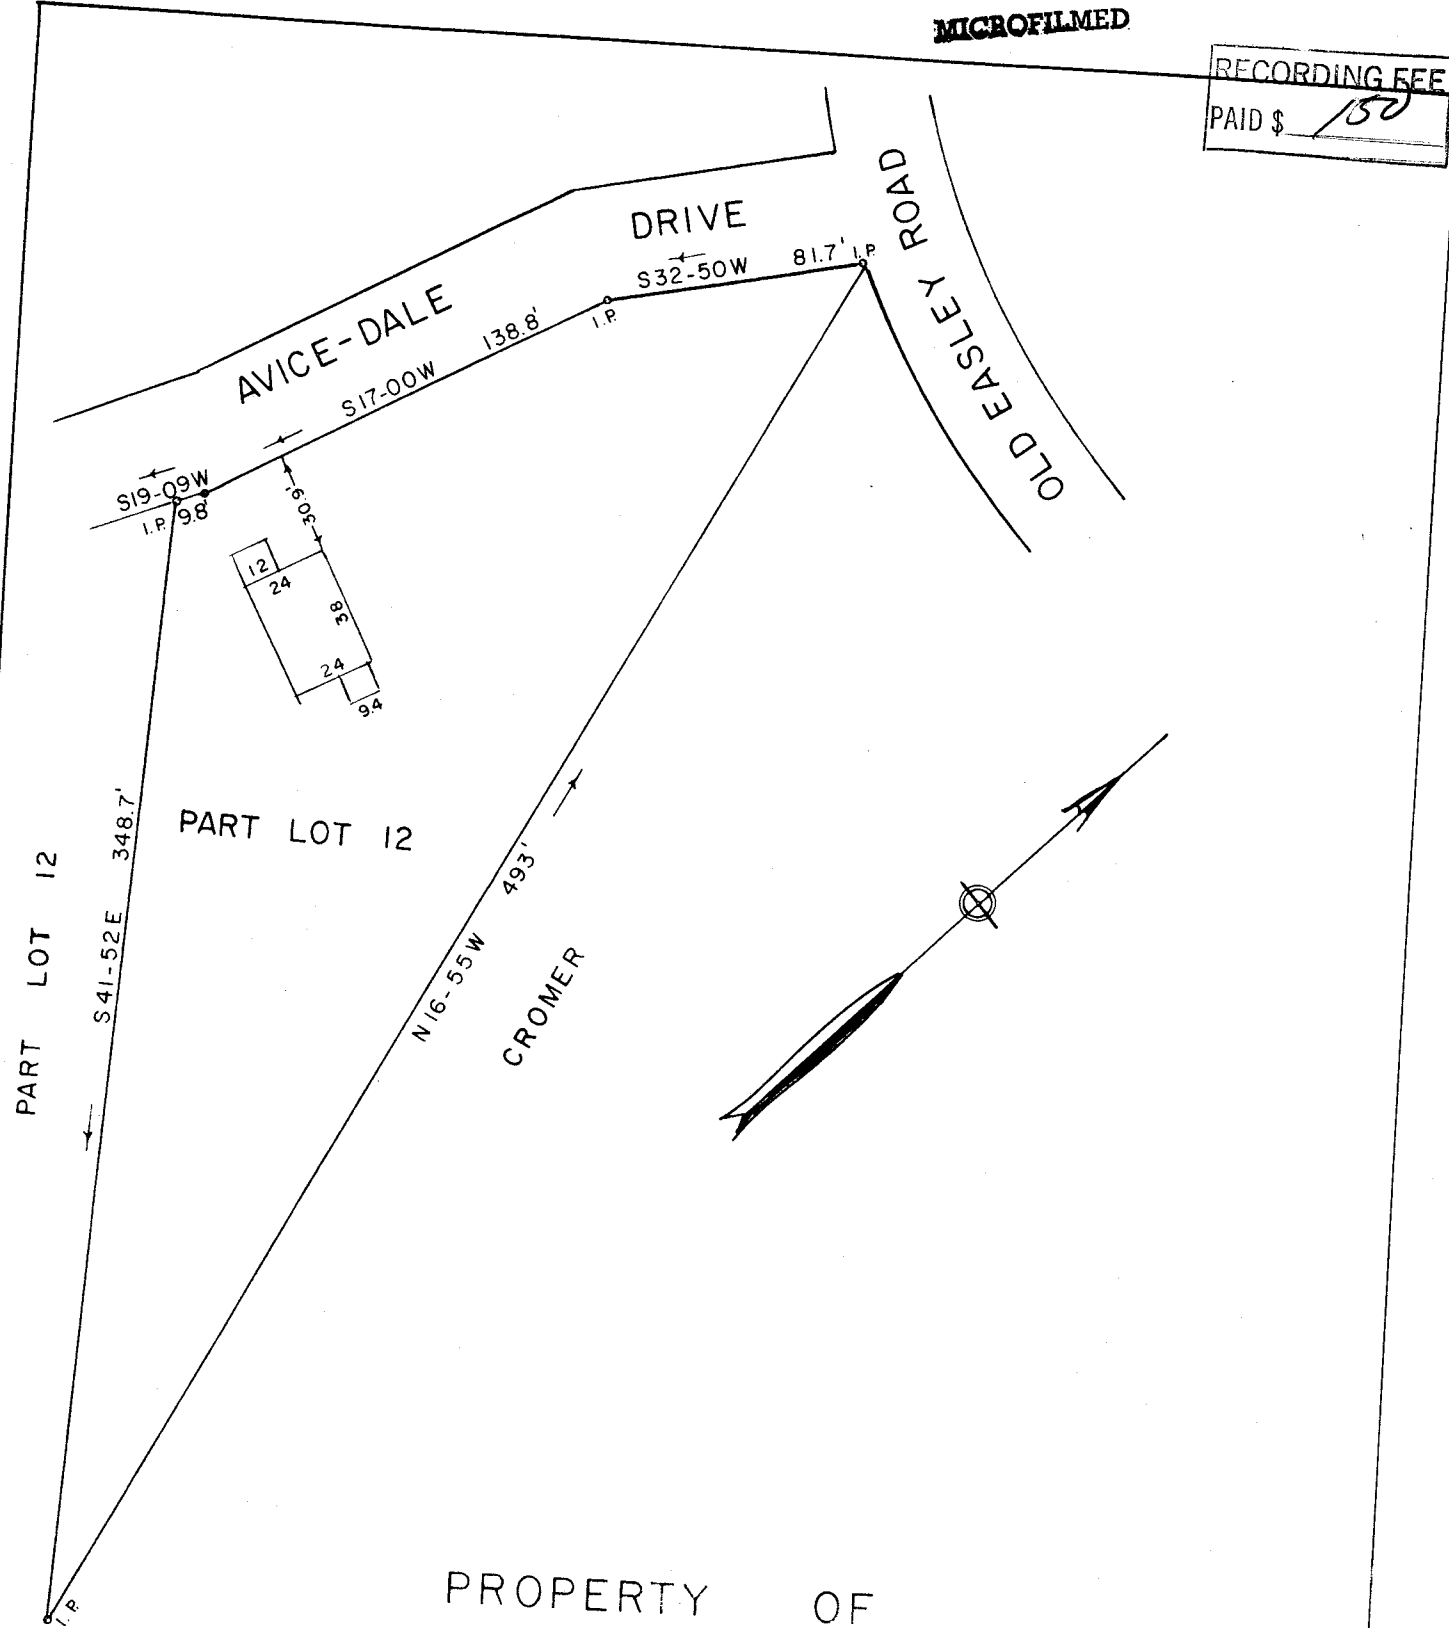 MICROFILMED
RECORDING FEE
PAID $ 150
DRIVE
OLD EASLEY ROAD
S32-50W 81.7' I.P.
AVICE-DALE
I.P.
S17-00W 138.8'
S19-09W
I.P. 9.8'
30.9'
12
24
38
24
9.4
PART LOT 12
PART LOT 12
S41-52E 348.7'
N16-55W 493'
CROMER
I.P.
PROPERTY OF